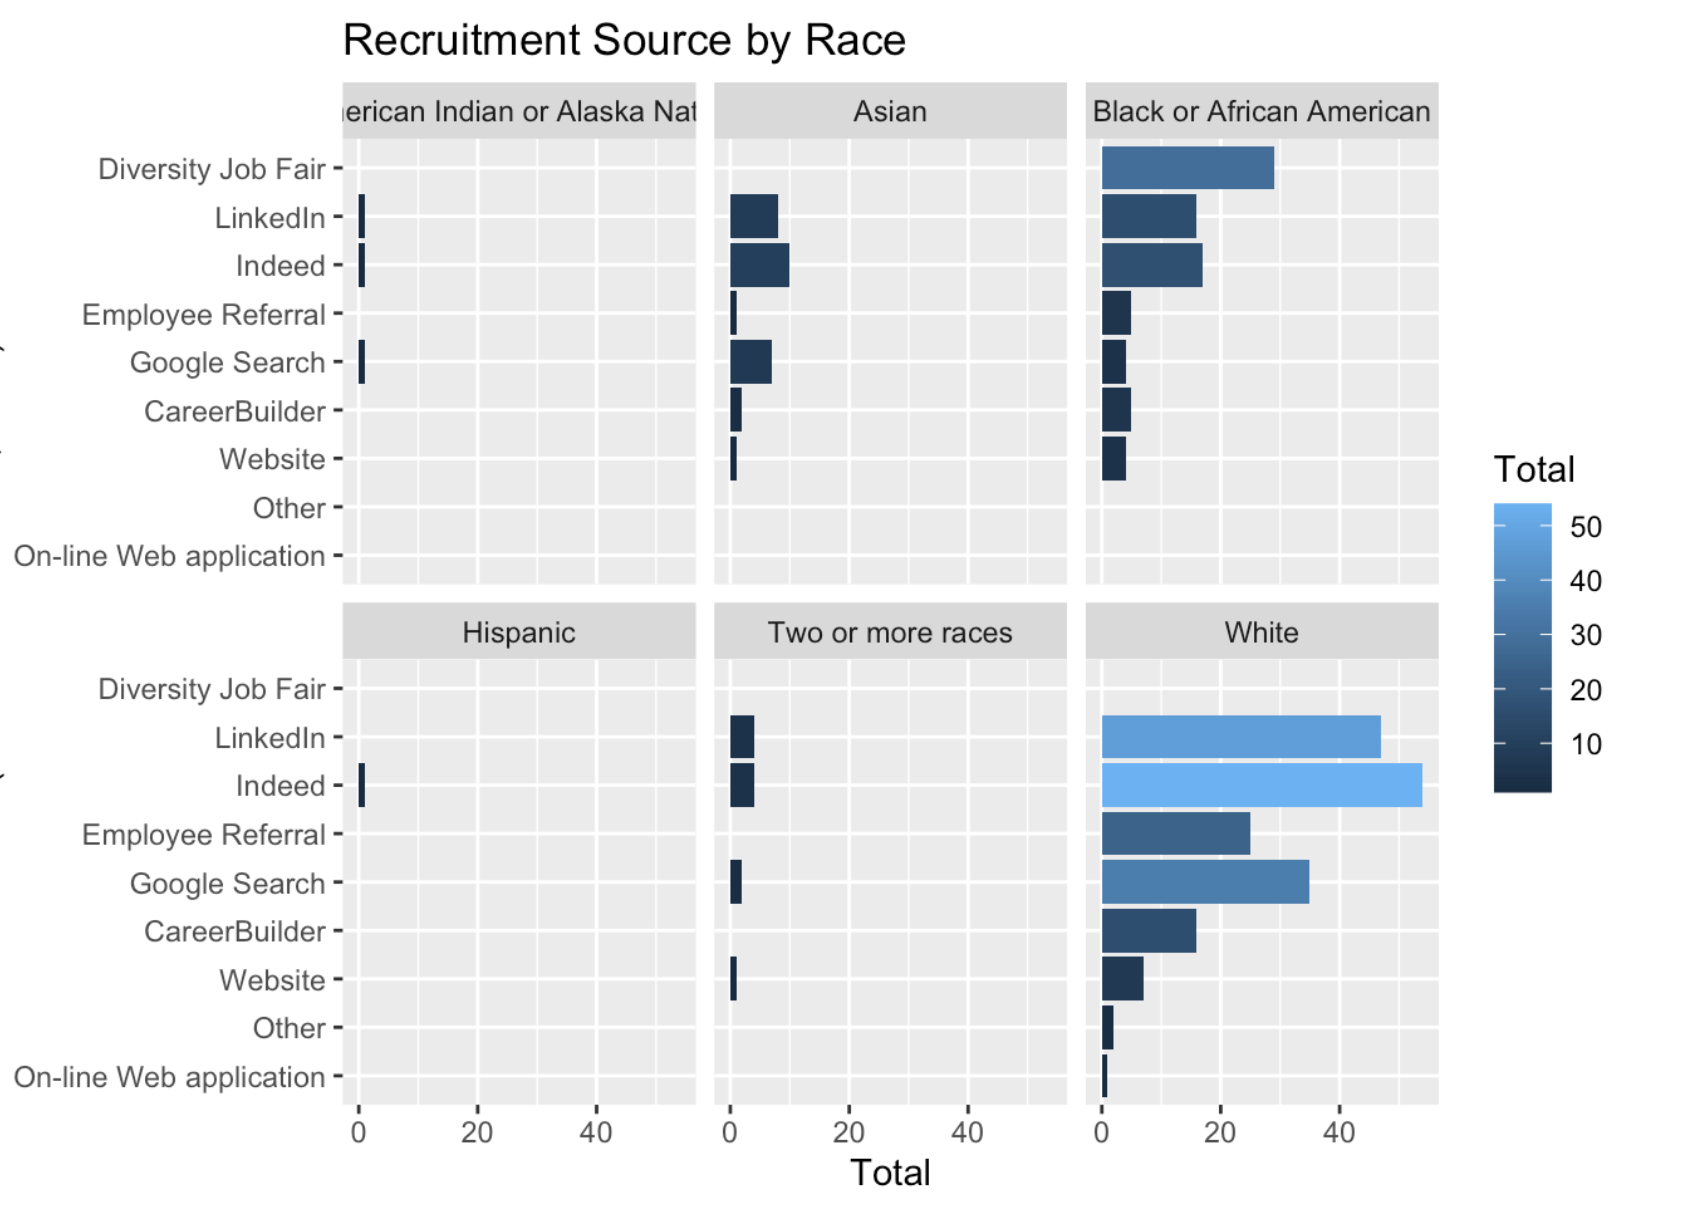 Recruitment Source by Race
erican Indian or Alaska Nat
Asian
Black or African American
Diversity Job Fair
LinkedIn
Indeed
Employee Referral
Google Search
CareerBuilder
Website
Other
On-line Web application
Hispanic
Two or more races
White
Diversity Job Fair
LinkedIn
Indeed
Employee Referral
Google Search
CareerBuilder
Website
Other
On-line Web application
0 20 40
0 20 40
0 20 40
Total
Total
50
40
30
20
10